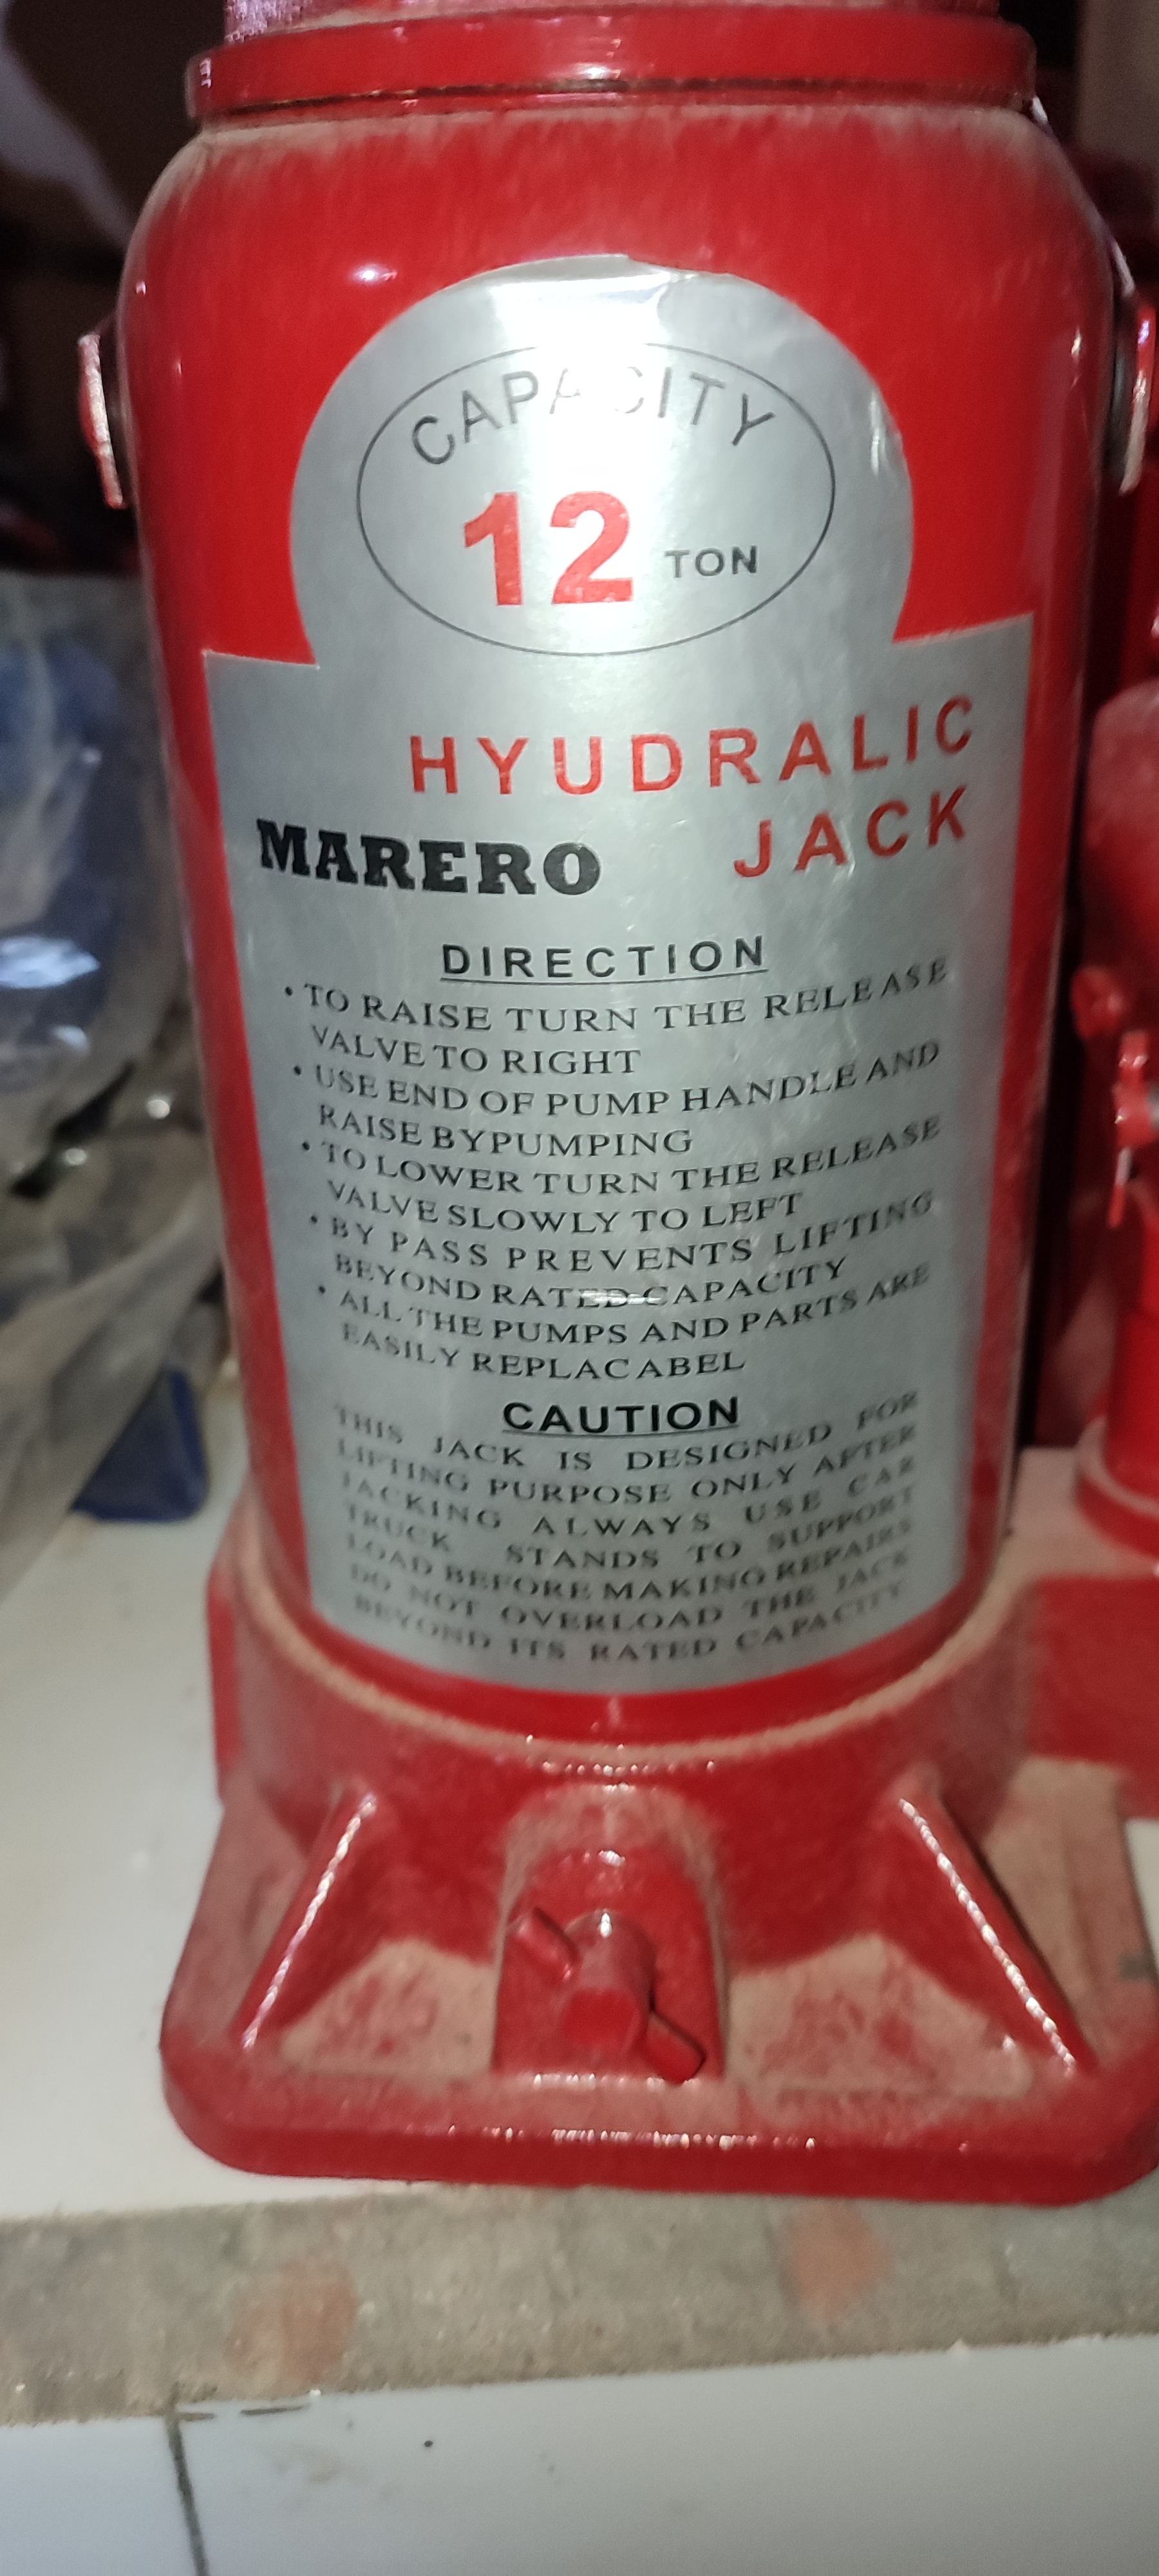 CAPACITY
12 TON
HYUDRALIC
MARERO JACK
DIRECTION
• TO RAISE TURN THE RELEASE
VALVE TO RIGHT
• USE END OF PUMP HANDLE AND
RAISE BYPUMPING
• TO LOWER TURN THE RELEASE
VALVE SLOWLY TO LEFT
• BY PASS PREVENTS LIFTING
BEYOND RATED CAPACITY
• ALL THE PUMPS AND PARTS ARE
EASILY REPLACABEL
CAUTION
THIS JACK IS DESIGNED FOR
LIFTING PURPOSE ONLY AFTER
JACKING ALWAYS USE CAR
TRUCK STANDS TO SUPPORT
LOAD BEFORE MAKING REPAIRS
DO NOT OVERLOAD THE JACK
BEYOND ITS RATED CAPACITY